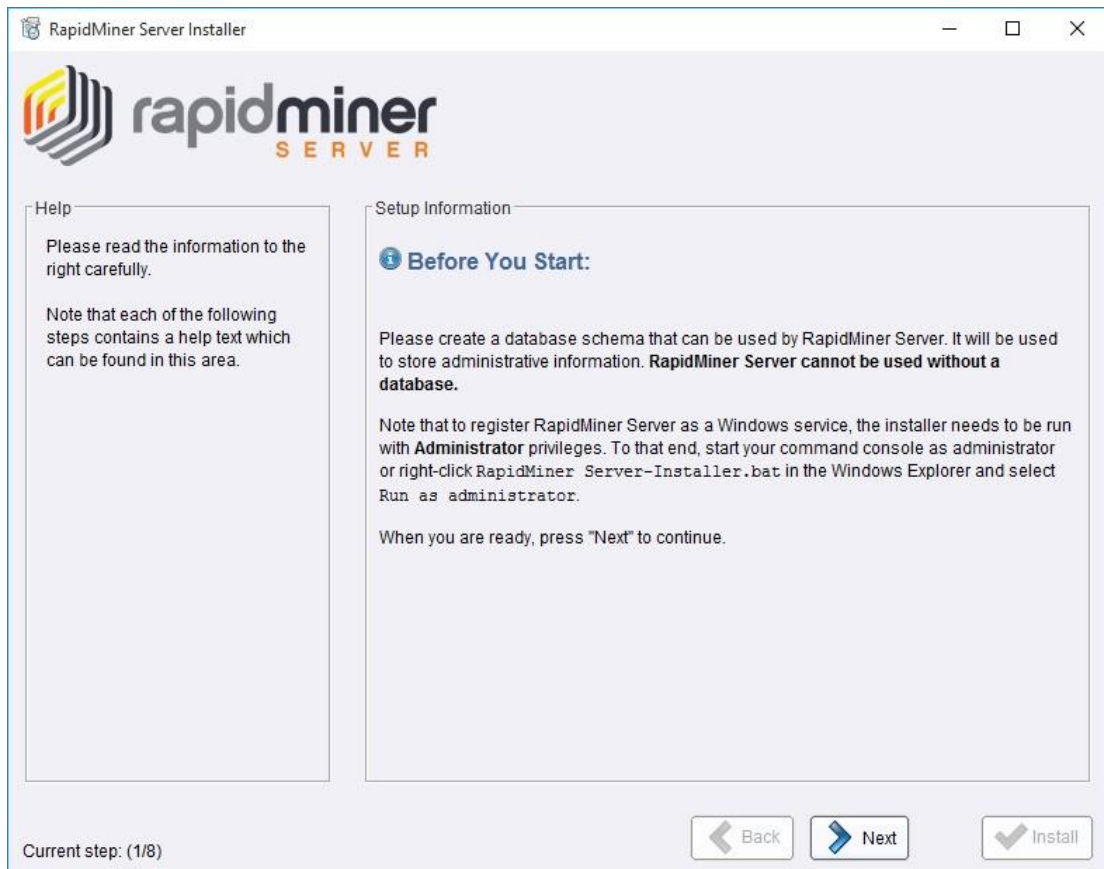 RapidMiner Server Installer
rapidminer
SERVER
Help
Please read the information to the
right carefully.
Note that each of the following
steps contains a help text which
can be found in this area.
Setup Information
Before You Start:
Please create a database schema that can be used by RapidMiner Server. It will be used
to store administrative information. RapidMiner Server cannot be used without a
database.
Note that to register RapidMiner Server as a Windows service, the installer needs to be run
with Administrator privileges. To that end, start your command console as administrator
or right-click RapidMiner Server-Installer.bat in the Windows Explorer and select
Run as administrator.
When you are ready, press "Next" to continue.
Current step: (1/8)
Back
Next
Install